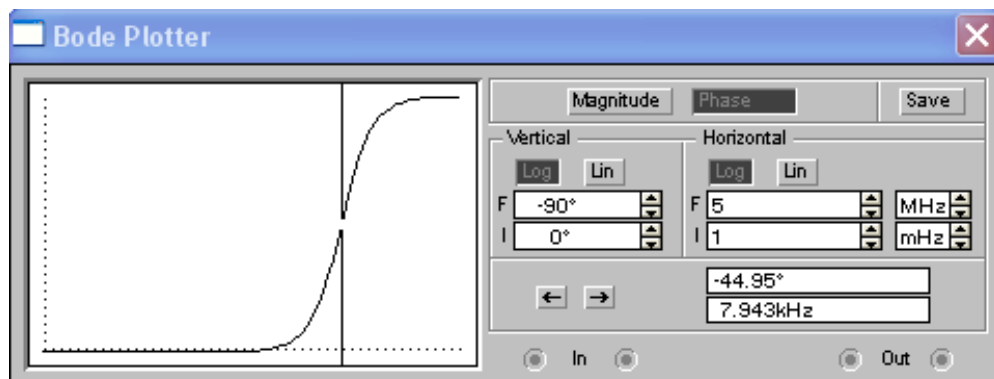 Bode Plotter
Magnitude Phase Save
Vertical Horizontal
Log Lin Log Lin
F -90° F 5 MHz
I 0° I 1 mHz
← → -44.95°
7.943kHz
In Out